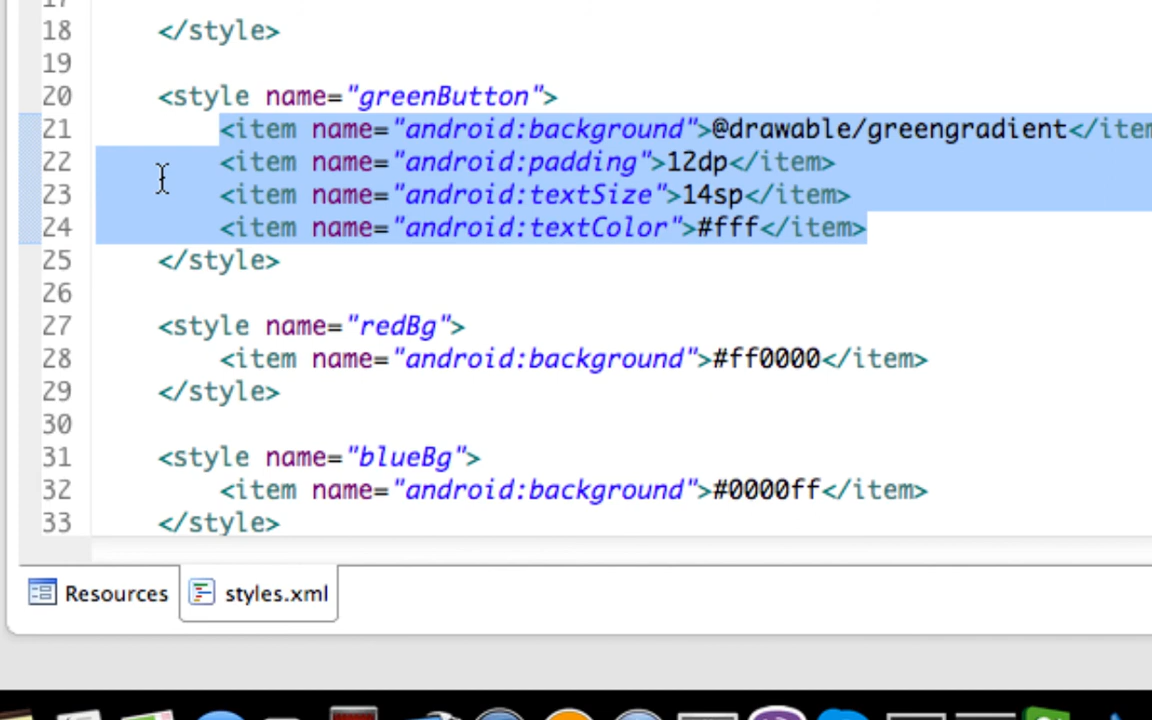 17
18 </style>
19
20 <style name="greenButton">
21 <item name="android:background">@drawable/greengradient</item
22 <item name="android:padding">12dp</item>
23 <item name="android:textSize">14sp</item>
24 <item name="android:textColor">#fff</item>
25 </style>
26
27 <style name="redBg">
28 <item name="android:background">#ff0000</item>
29 </style>
30
31 <style name="blueBg">
32 <item name="android:background">#0000ff</item>
33 </style>
Resources styles.xml